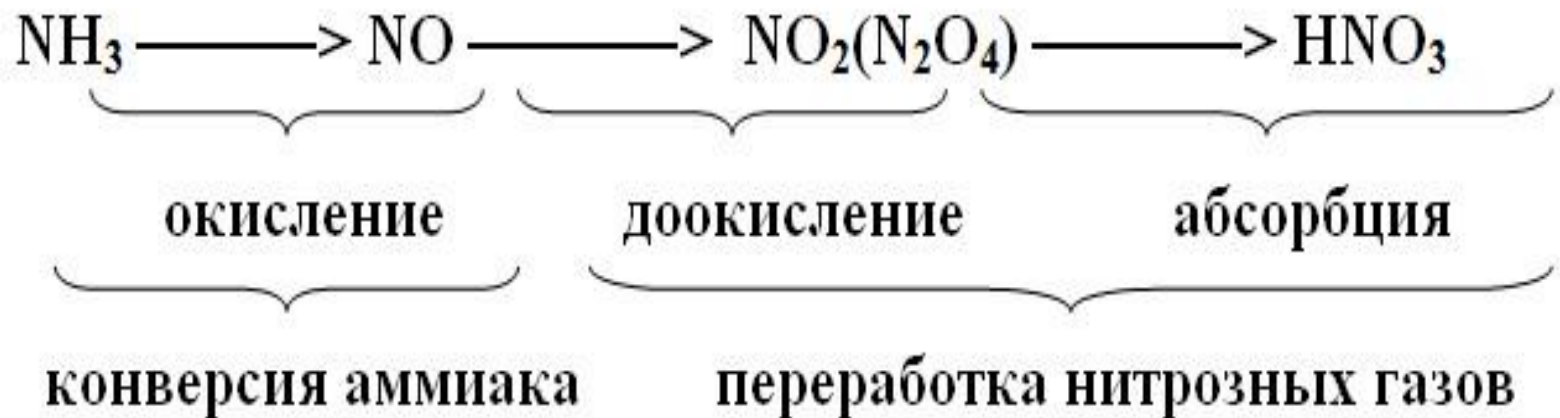 NH₃ ——> NO ——> NO₂(N₂O₄) ——> HNO₃
окисление доокисление абсорбция
конверсия аммиака переработка нитрозных газов